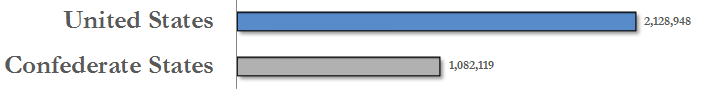 United States 2,128,948
Confederate States 1,082,119